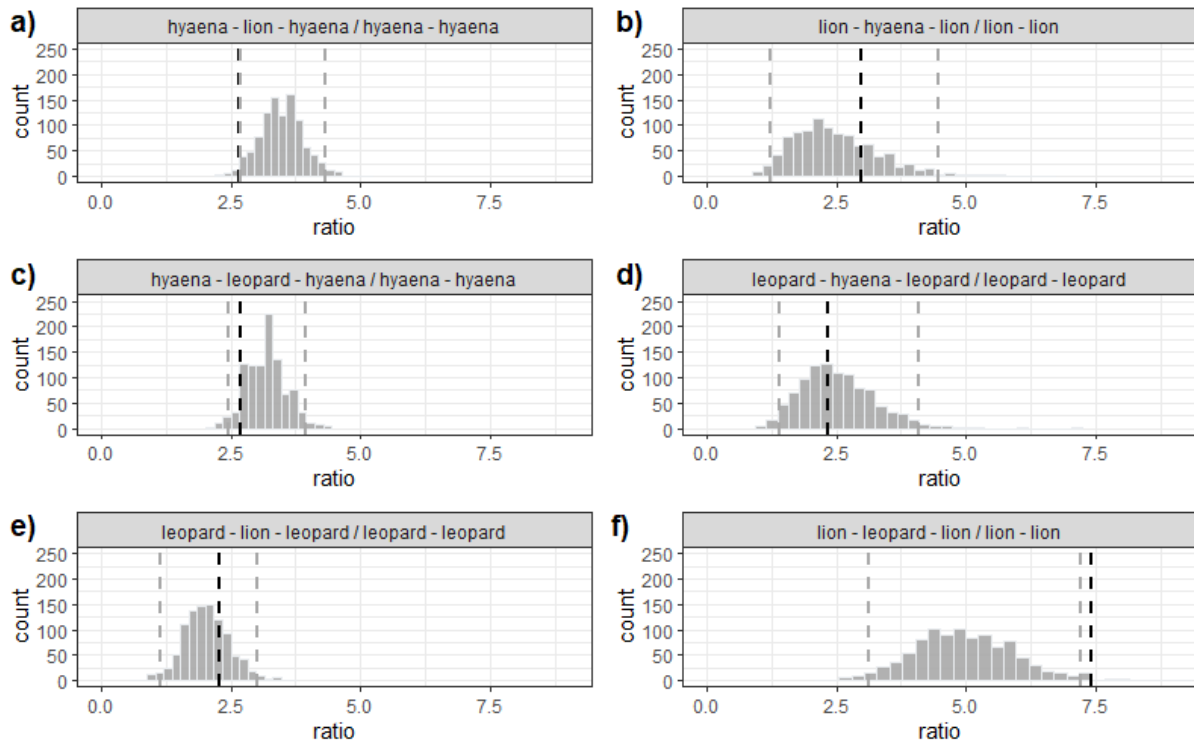 a)
hyaena - lion - hyaena / hyaena - hyaena
250
200
150
100
50
0
count
0.0 2.5 5.0 7.5
ratio
b)
lion - hyaena - lion / lion - lion
250
200
150
100
50
0
count
0.0 2.5 5.0 7.5
ratio
c)
hyaena - leopard - hyaena / hyaena - hyaena
250
200
150
100
50
0
count
0.0 2.5 5.0 7.5
ratio
d)
leopard - hyaena - leopard / leopard - leopard
250
200
150
100
50
0
count
0.0 2.5 5.0 7.5
ratio
e)
leopard - lion - leopard / leopard - leopard
250
200
150
100
50
0
count
0.0 2.5 5.0 7.5
ratio
f)
lion - leopard - lion / lion - lion
250
200
150
100
50
0
count
0.0 2.5 5.0 7.5
ratio